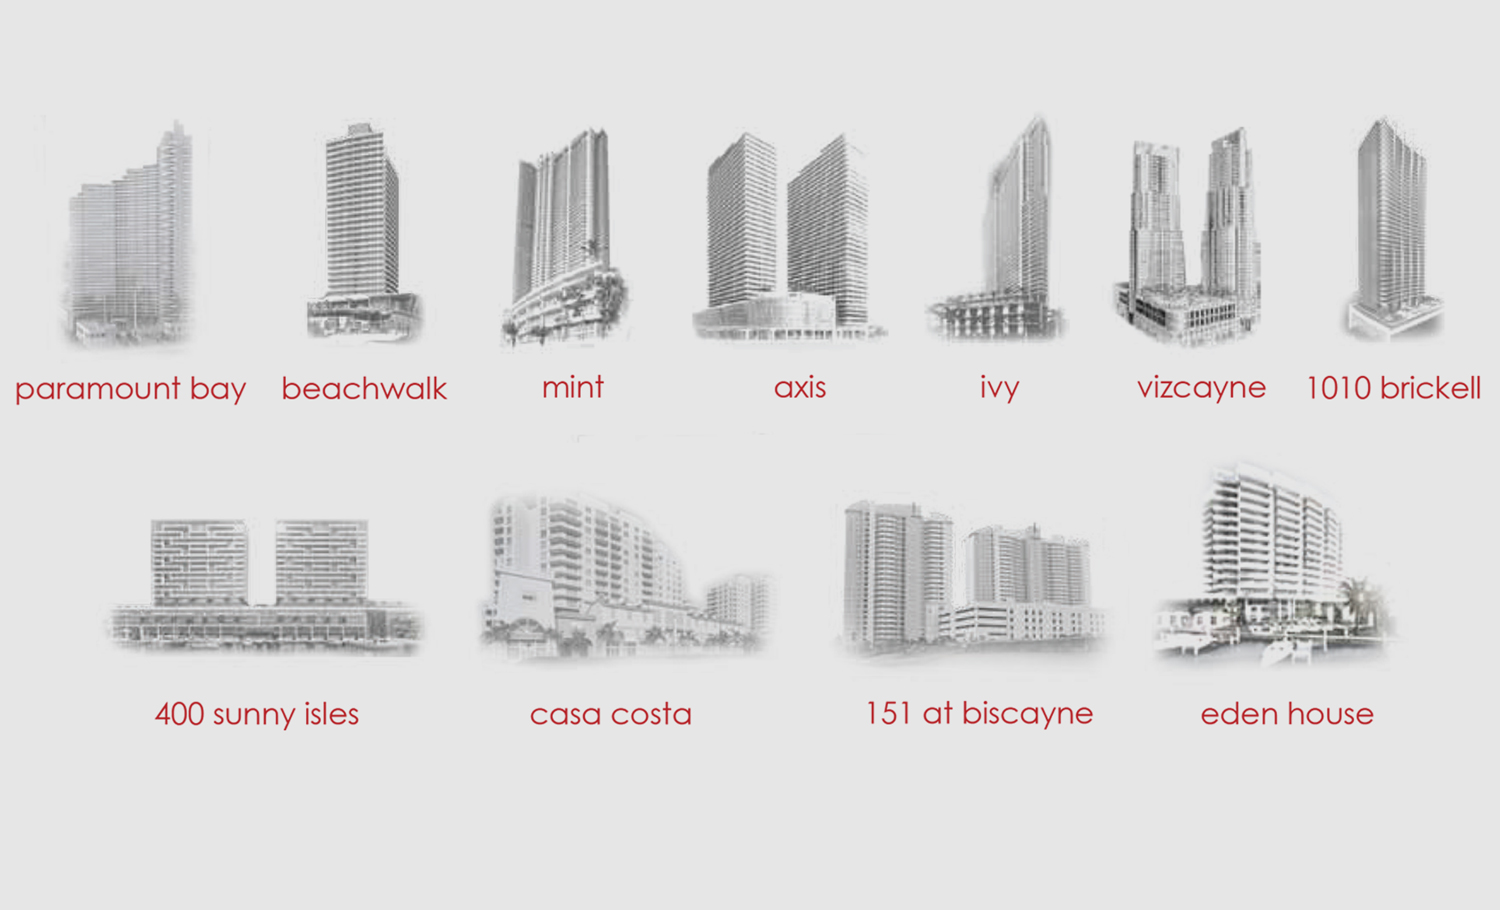 paramount bay
beachwalk
mint
axis
ivy
vizcayne
1010 brickell
400 sunny isles
casa costa
151 at biscayne
eden house